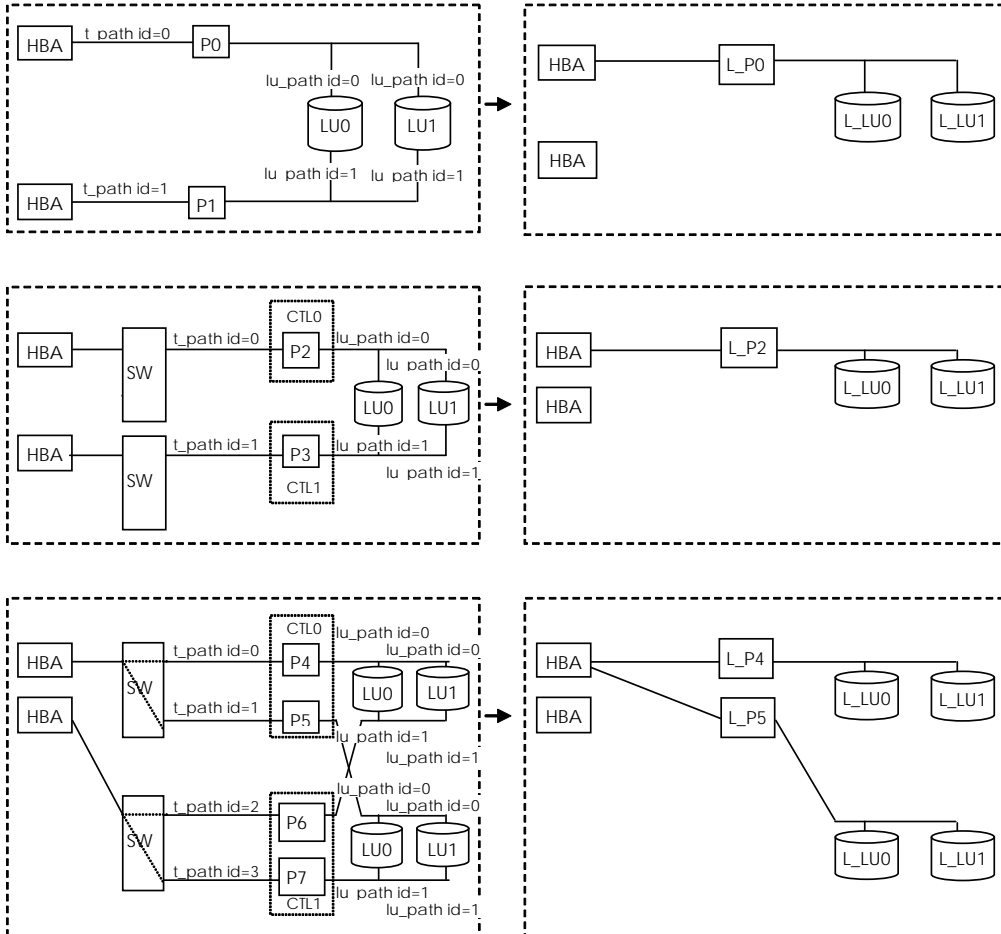 HBA
t_path id=0
P0
lu_path id=0
lu_path id=0
LU0
LU1
lu_path id=1
lu_path id=1
HBA
t_path id=1
P1
HBA
L_P0
L_LU0
L_LU1
HBA
HBA
SW
t_path id=0
CTL0
P2
lu_path id=0
lu_path id=0
LU0
LU1
HBA
SW
t_path id=1
P3
CTL1
lu_path id=1
lu_path id=1
HBA
L_P2
L_LU0
L_LU1
HBA
HBA
HBA
SW
t_path id=0
t_path id=1
CTL0
P4
P5
lu_path id=0
lu_path id=0
LU0
LU1
lu_path id=1
lu_path id=1
SW
t_path id=2
t_path id=3
P6
P7
CTL1
lu_path id=0
lu_path id=0
LU0
LU1
lu_path id=1
lu_path id=1
HBA
L_P4
L_LU0
L_LU1
HBA
L_P5
L_LU0
L_LU1